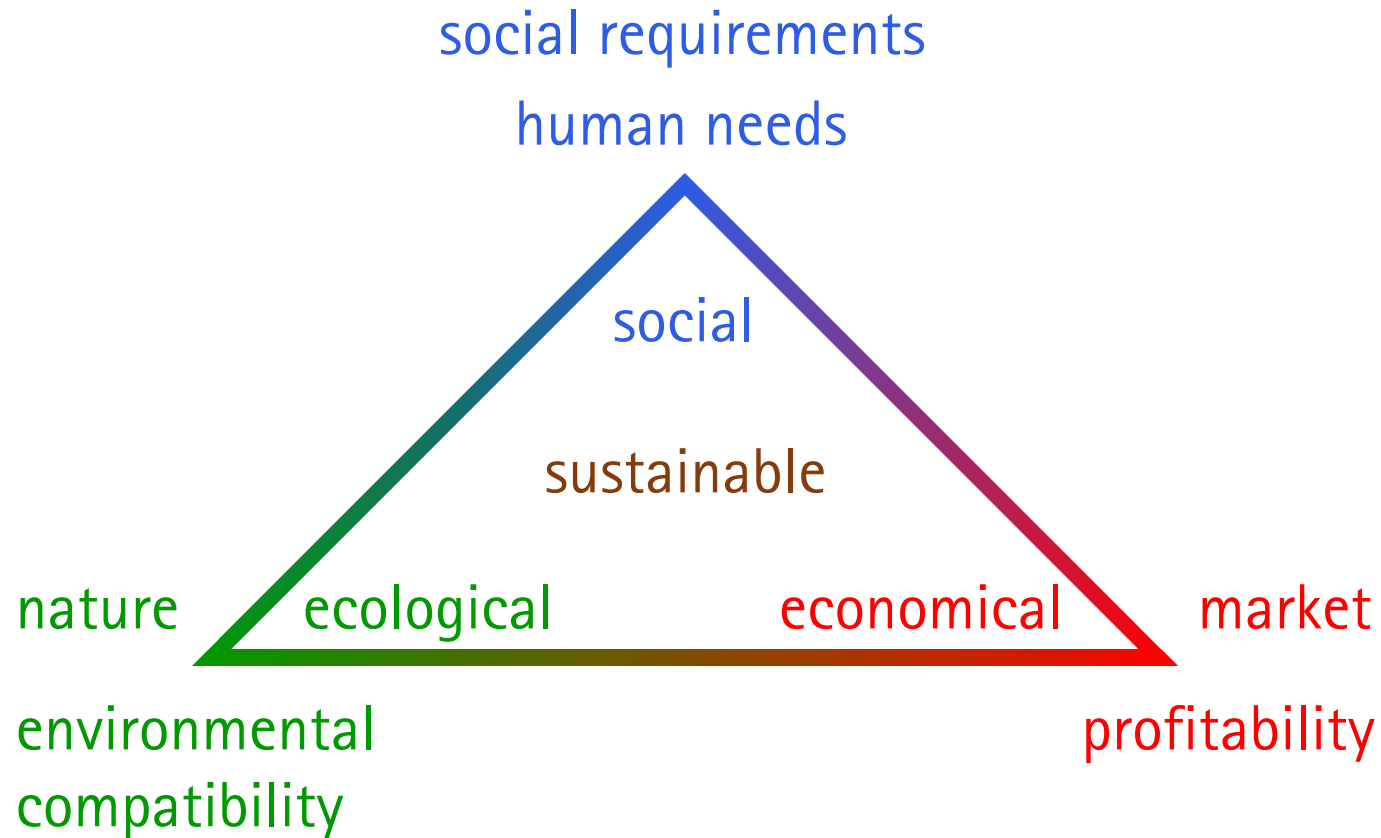 social requirements
human needs
social
sustainable
nature
ecological
economical
market
environmental
compatibility
profitability